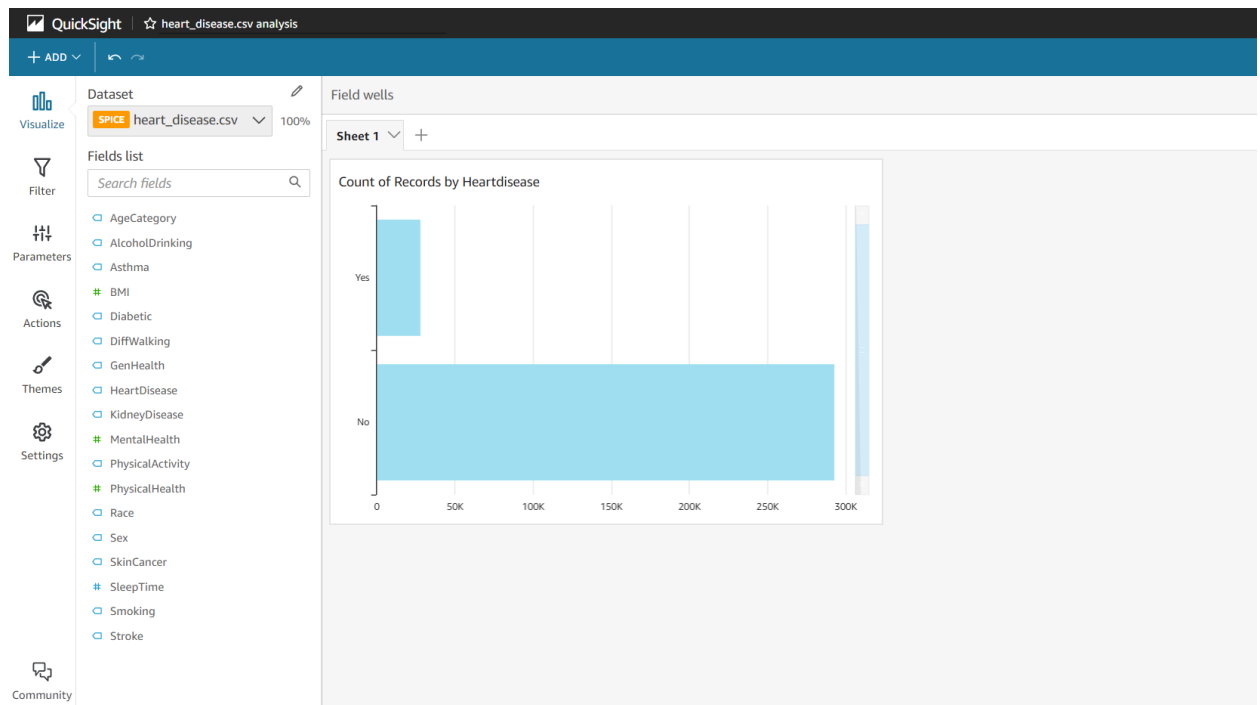 QuickSight heart_disease.csv analysis
ADD
Visualize
Filter
Parameters
Actions
Themes
Settings
Community
Dataset
SPICE heart_disease.csv 100%
Fields list
Search fields
AgeCategory
AlcoholDrinking
Asthma
# BMI
Diabetic
DiffWalking
GenHealth
HeartDisease
KidneyDisease
# MentalHealth
PhysicalActivity
# PhysicalHealth
Race
Sex
SkinCancer
# SleepTime
Smoking
Stroke
Field wells
Sheet 1
Count of Records by Heartdisease
Yes
No
0 50K 100K 150K 200K 250K 300K